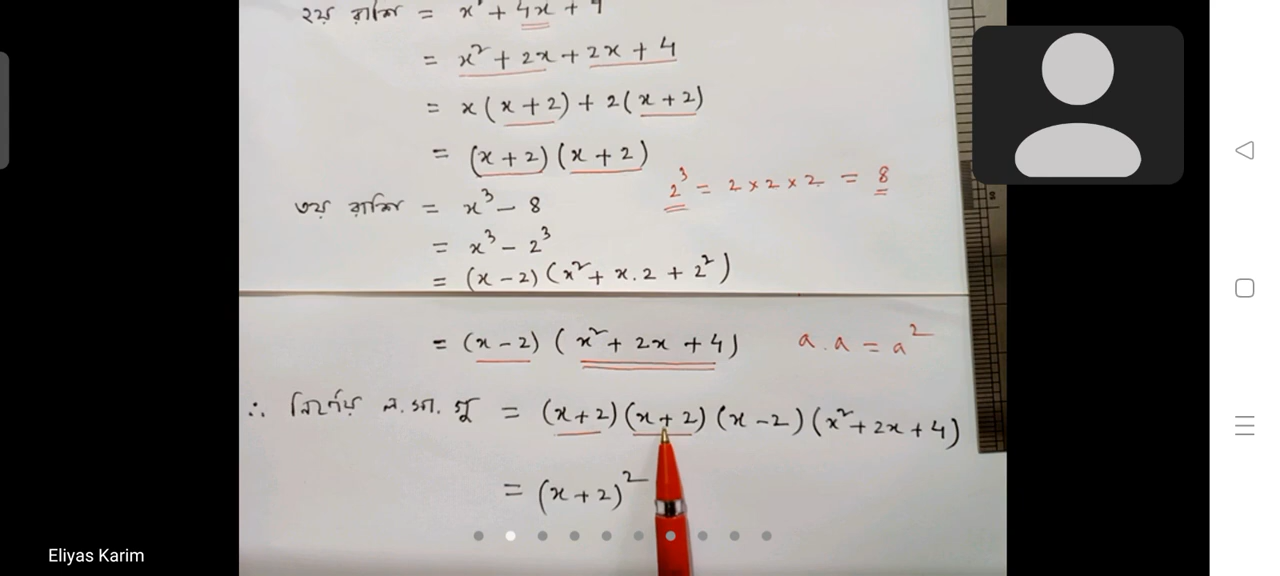 ২য় রাশি = x² + 4x + 4
= x² + 2x + 2x + 4
= x (x + 2) + 2 (x + 2)
= (x + 2) (x + 2)
2³ = 2 × 2 × 2 = 8
৩য় রাশি = x³ - 8
= x³ - 2³
= (x - 2) (x² + x . 2 + 2²)
= (x - 2) (x² + 2x + 4) a . a = a²
∴ নির্ণেয় ল.সা.গু = (x + 2) (x + 2) (x - 2) (x² + 2x + 4)
= (x + 2)²
Eliyas Karim